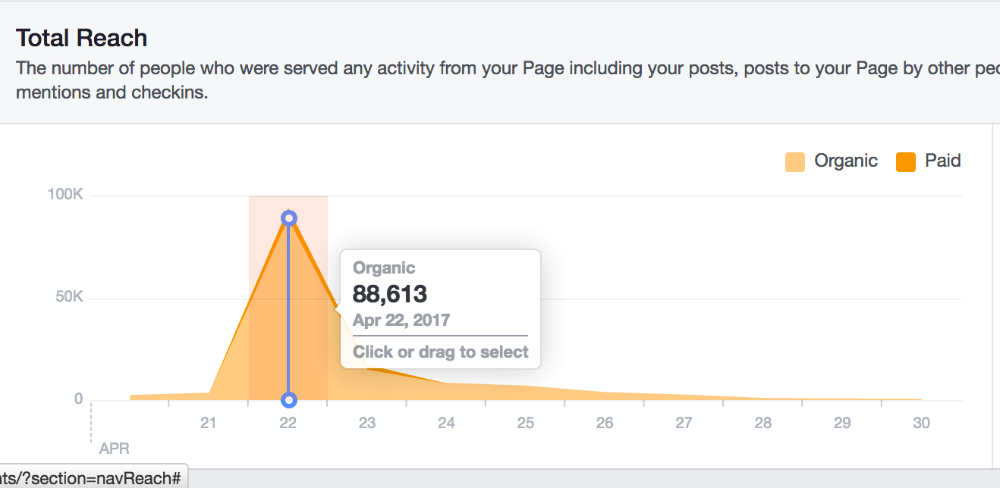 Total Reach
The number of people who were served any activity from your Page including your posts, posts to your Page by other
mentions and checkins.
Organic Paid
100K
50K
0
Organic
88,613
Apr 22, 2017
Click or drag to select
21 22 23 24 25 26 27 28 29 30
APR
/?section=navReach#